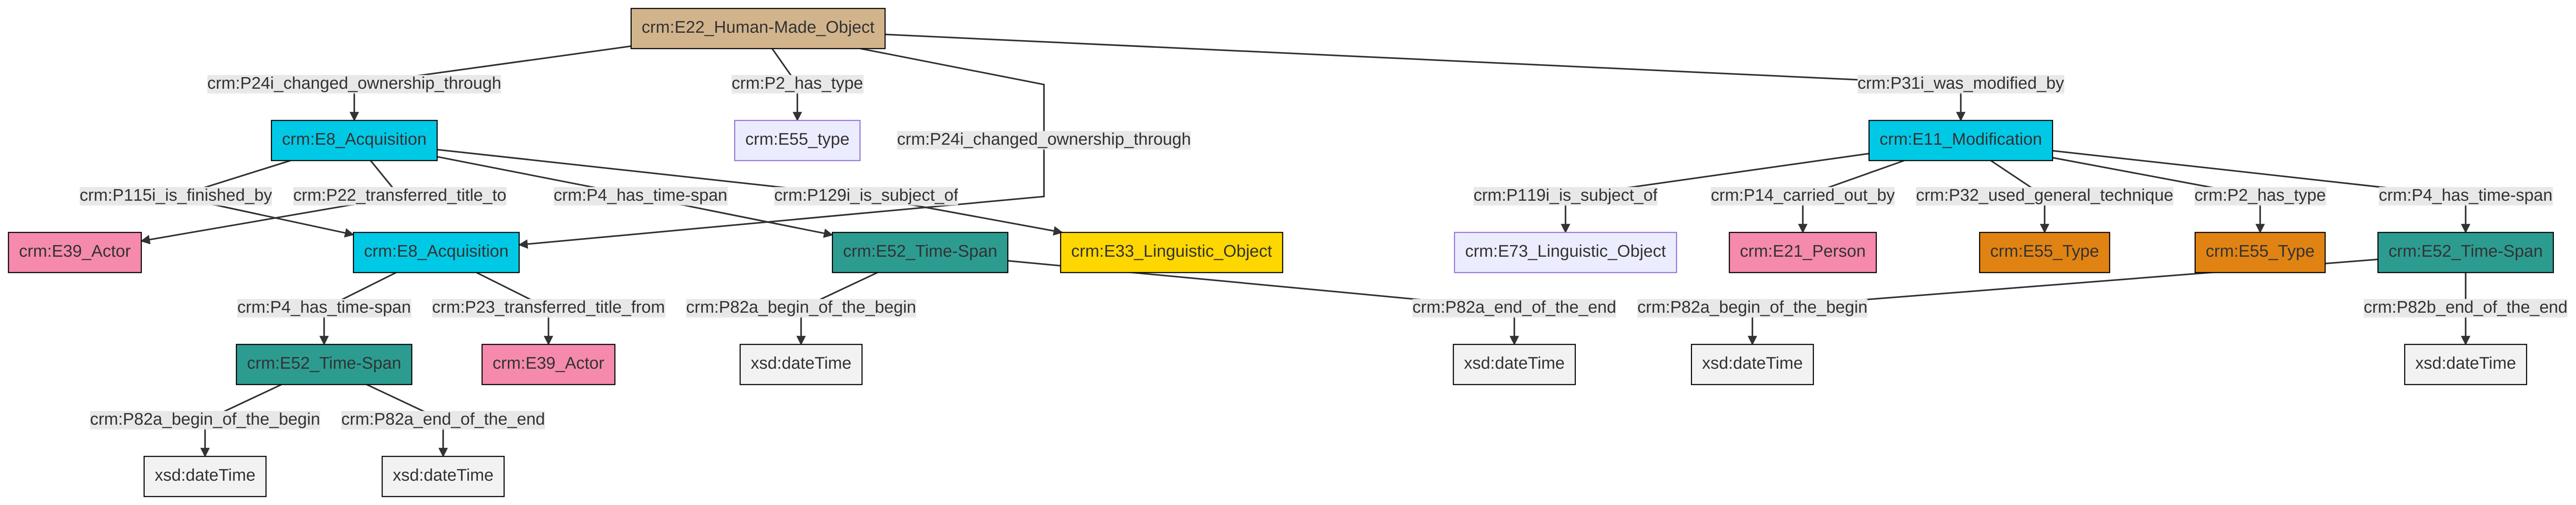 crm:E22_Human-Made_Object
crm:P24i_changed_ownership_through
crm:P2_has_type
crm:P31i_was_modified_by
crm:E8_Acquisition
crm:E55_type
crm:P24i_changed_ownership_through
crm:E11_Modification
crm:P115i_is_finished_by
crm:P22_transferred_title_to
crm:P4_has_time-span
crm:P129i_is_subject_of
crm:P119i_is_subject_of
crm:P14_carried_out_by
crm:P32_used_general_technique
crm:P2_has_type
crm:P4_has_time-span
crm:E39_Actor
crm:E8_Acquisition
crm:E52_Time-Span
crm:E33_Linguistic_Object
crm:E73_Linguistic_Object
crm:E21_Person
crm:E55_Type
crm:E55_Type
crm:E52_Time-Span
crm:P4_has_time-span
crm:P23_transferred_title_from
crm:P82a_begin_of_the_begin
crm:P82a_end_of_the_end
crm:P82a_begin_of_the_begin
crm:P82b_end_of_the_end
crm:E52_Time-Span
crm:E39_Actor
xsd:dateTime
xsd:dateTime
xsd:dateTime
xsd:dateTime
crm:P82a_begin_of_the_begin
crm:P82a_end_of_the_end
xsd:dateTime
xsd:dateTime